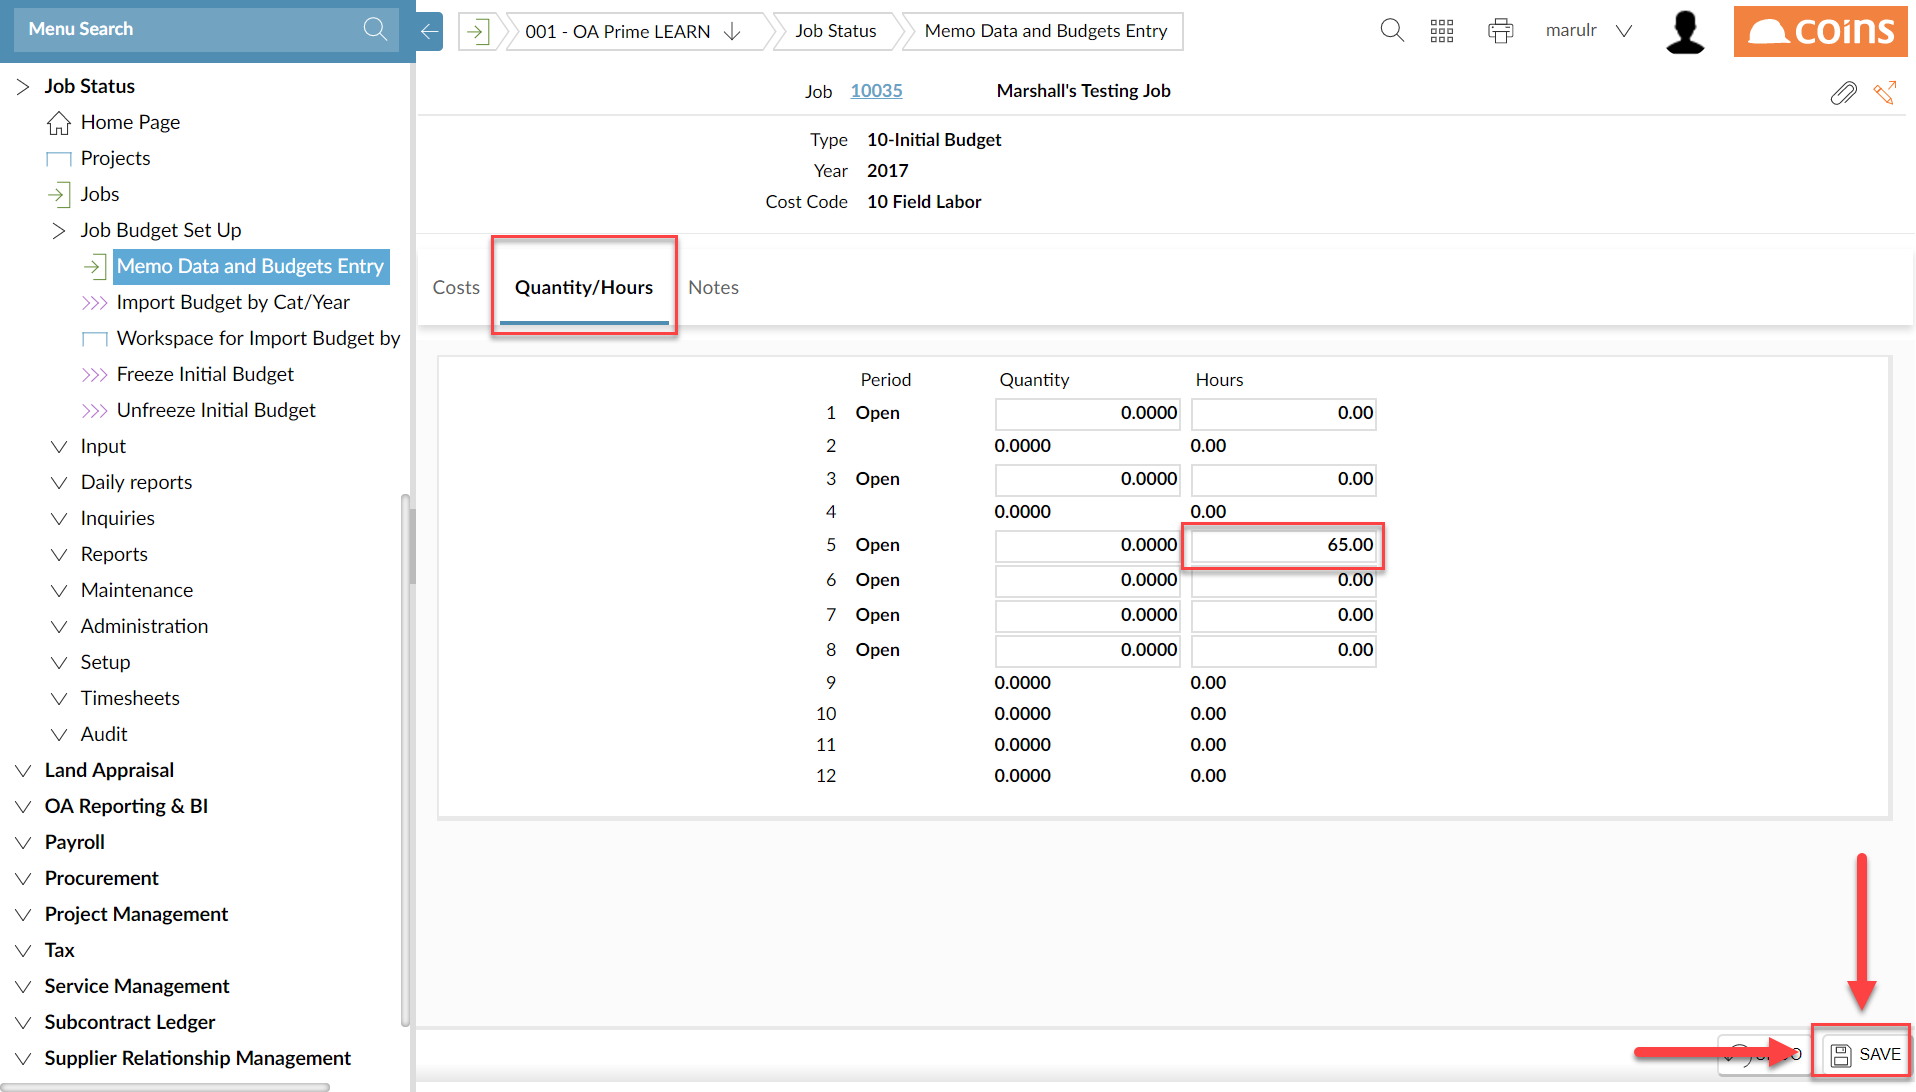 Menu Search
001 - OA Prime LEARN
Job Status
Memo Data and Budgets Entry
marulr
coins
Job Status
Home Page
Projects
Jobs
Job Budget Set Up
Memo Data and Budgets Entry
Import Budget by Cat/Year
Workspace for Import Budget by
Freeze Initial Budget
Unfreeze Initial Budget
Input
Daily reports
Inquiries
Reports
Maintenance
Administration
Setup
Timesheets
Audit
Land Appraisal
OA Reporting & BI
Payroll
Procurement
Project Management
Tax
Service Management
Subcontract Ledger
Supplier Relationship Management
Job 10035 Marshall's Testing Job
Type 10-Initial Budget
Year 2017
Cost Code 10 Field Labor
Costs Quantity/Hours Notes
Period Quantity Hours
1 Open 0.0000 0.00
2 0.0000 0.00
3 Open 0.0000 0.00
4 0.0000 0.00
5 Open 0.0000 65.00
6 Open 0.0000 0.00
7 Open 0.0000 0.00
8 Open 0.0000 0.00
9 0.0000 0.00
10 0.0000 0.00
11 0.0000 0.00
12 0.0000 0.00
SAVE